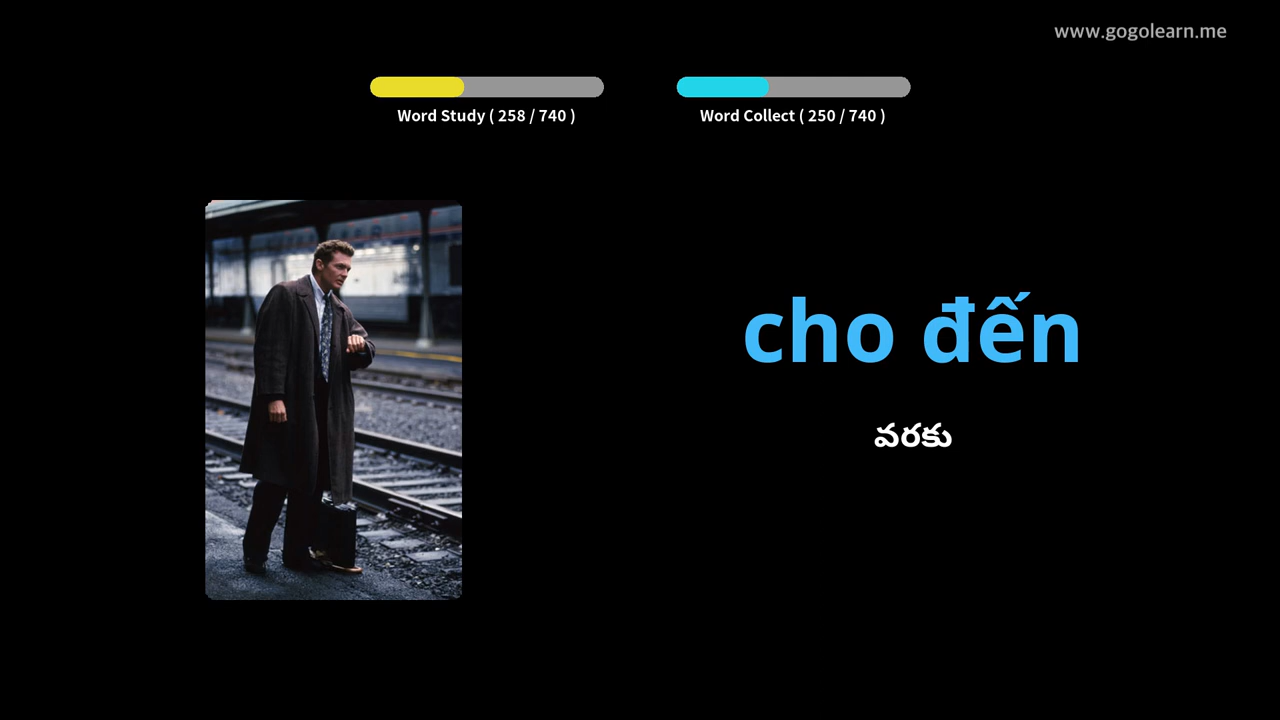 www.gogolearn.me
Word Study ( 258 / 740 )
Word Collect ( 250 / 740 )
cho đến
వరకు